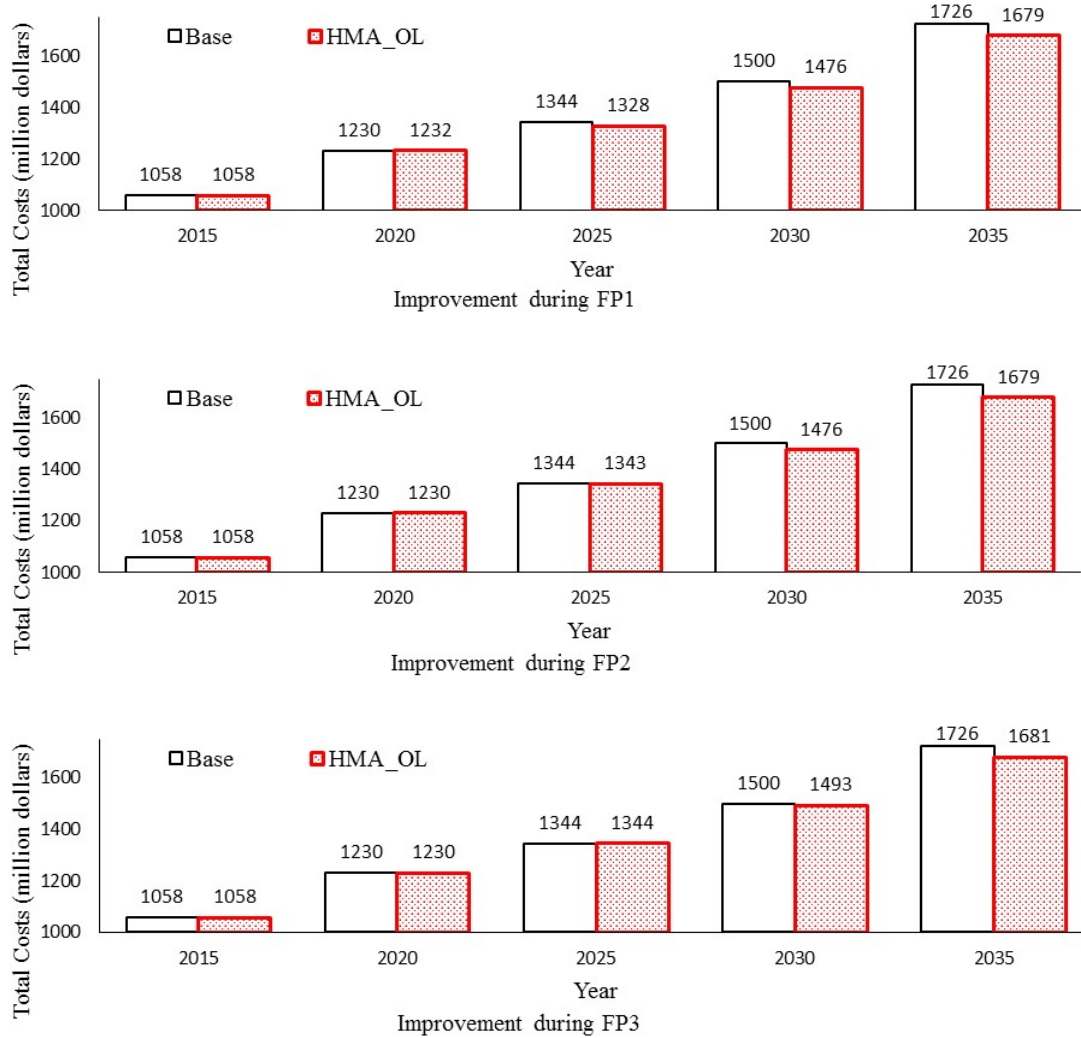 Total Costs (million dollars)
1600
1400
1200
1000
Base
HMA_OL
1058 1058
1230 1232
1344 1328
1500 1476
1726 1679
2015 2020 2025 2030 2035
Year
Improvement during FP1
Total Costs (million dollars)
1600
1400
1200
1000
Base
HMA_OL
1058 1058
1230 1230
1344 1343
1500 1476
1726 1679
2015 2020 2025 2030 2035
Year
Improvement during FP2
Total Costs (million dollars)
1600
1400
1200
1000
Base
HMA_OL
1058 1058
1230 1230
1344 1344
1500 1493
1726 1681
2015 2020 2025 2030 2035
Year
Improvement during FP3